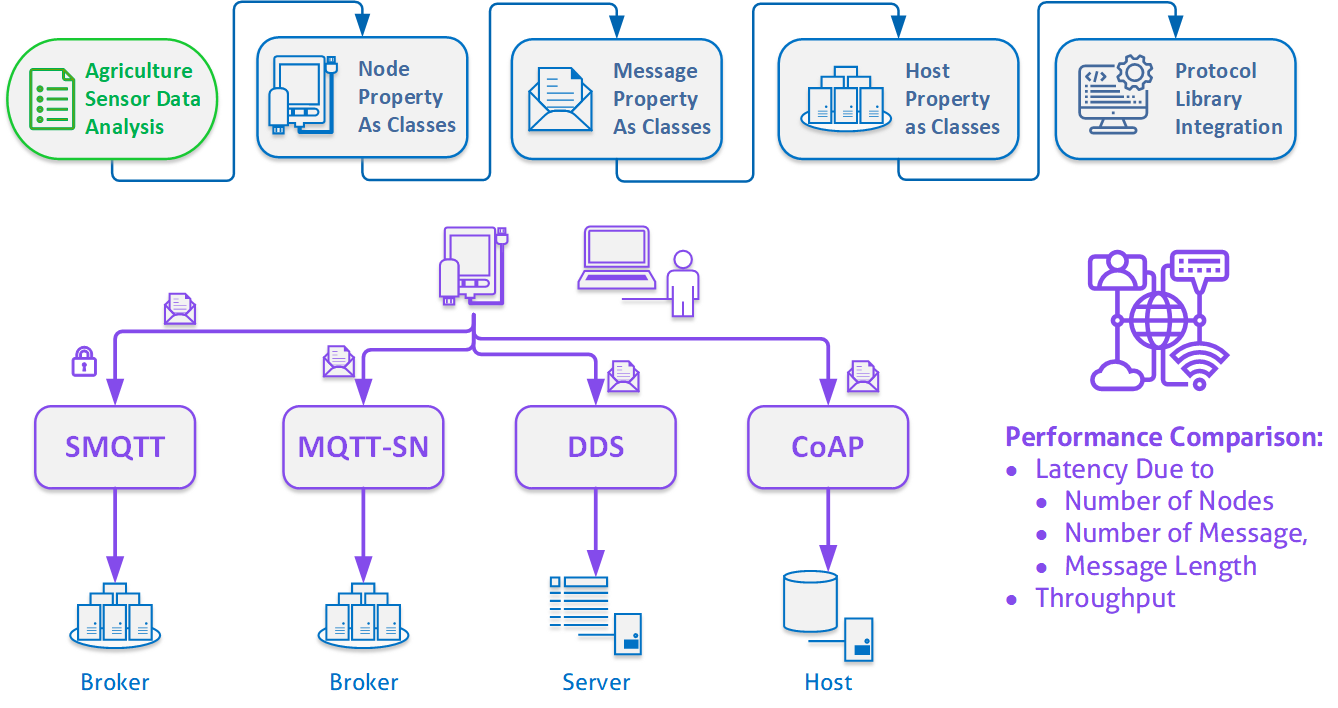 Agriculture
Sensor Data
Analysis
Node
Property
As Classes
Message
Property
As Classes
Host
Property
as Classes
Protocol
Library
Integration
SMQTT
MQTT-SN
DDS
CoAP
Broker
Broker
Server
Host
Performance Comparison:
• Latency Due to
• Number of Nodes
• Number of Message,
• Message Length
• Throughput